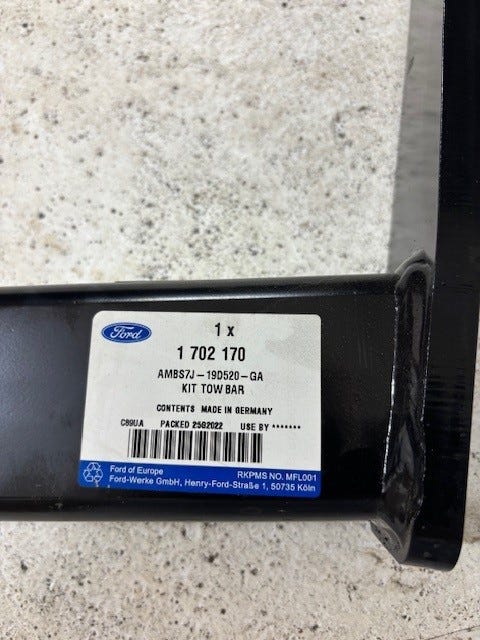 Ford
1 x
1 702 170
AMBS7J-19D520-GA
KIT TOW BAR
CONTENTS MADE IN GERMANY
C89UA PACKED 25G2022 USE BY *******
Ford of Europe RKPMS NO. MFL001
Ford-Werke GmbH, Henry-Ford-Straße 1, 50735 Köln